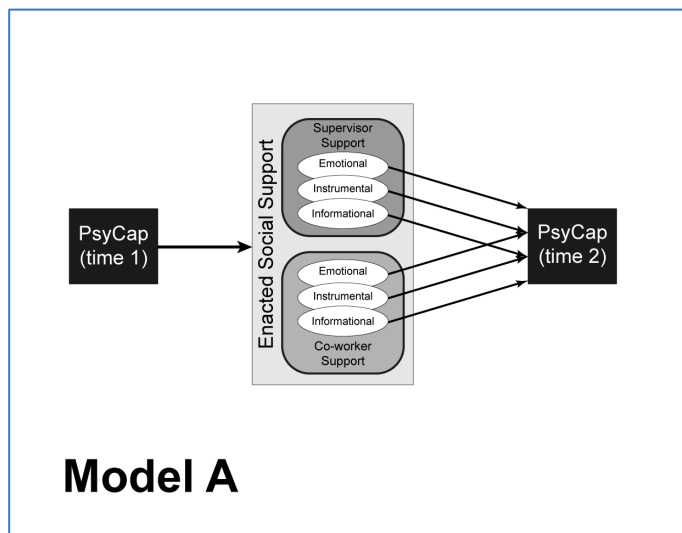 PsyCap
(time 1)
Enacted Social Support
Supervisor
Support
Emotional
Instrumental
Informational
Emotional
Instrumental
Informational
Co-worker
Support
PsyCap
(time 2)
Model A